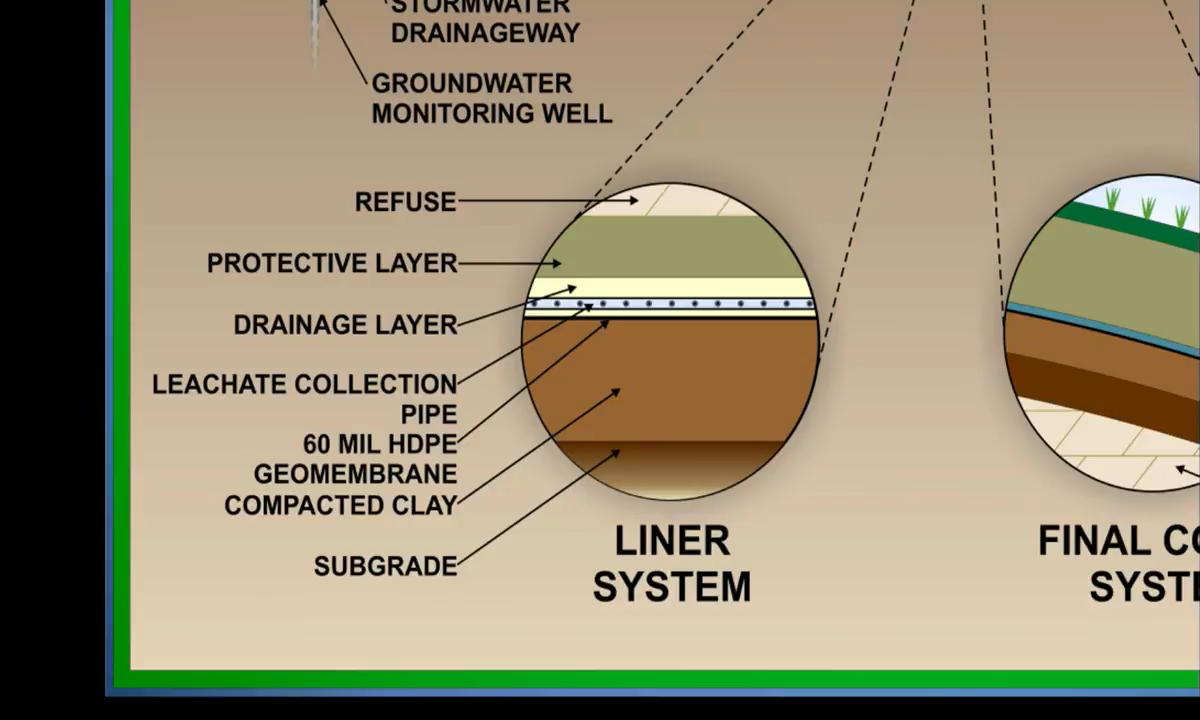 STORMWATER
DRAINAGEWAY
GROUNDWATER
MONITORING WELL
REFUSE
PROTECTIVE LAYER
DRAINAGE LAYER
LEACHATE COLLECTION
PIPE
60 MIL HDPE
GEOMEMBRANE
COMPACTED CLAY
SUBGRADE
LINER
SYSTEM
FINAL